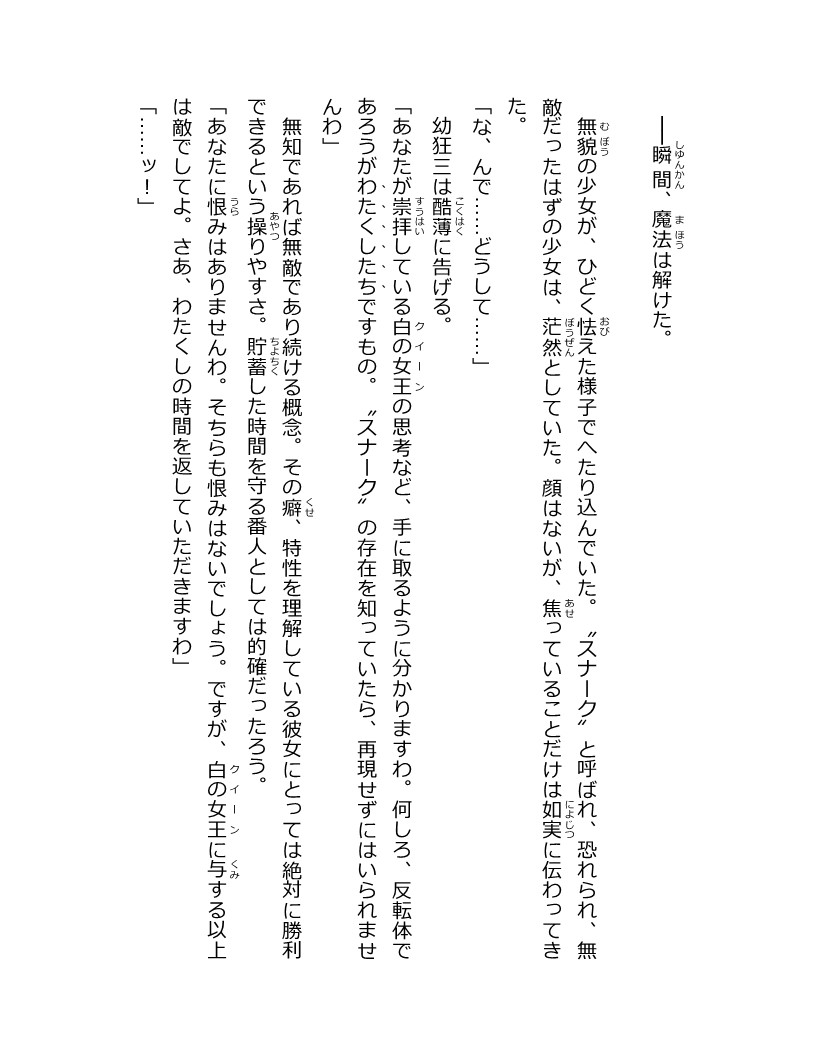 ――瞬間、魔法は解けた。
無貌の少女が、ひどく怯えた様子でへたり込んでいた。〝スナーク〟と呼ばれ、恐れられ、無
敵だったはずの少女は、茫然としていた。顔はないが、焦っていることだけは如実に伝わってき
た。
「な、んで……どうして……」
幼狂三は酷薄に告げる。
「あなたが崇拝している白の女王の思考など、手に取るように分かりますわ。何しろ、反転体で
あろうがわたくしたちですもの。〝スナーク〟の存在を知っていたら、再現せずにはいられませ
んわ」
無知であれば無敵であり続ける概念。その癖、特性を理解している彼女にとっては絶対に勝利
できるという操りやすさ。貯蓄した時間を守る番人としては的確だったろう。
「あなたに恨みはありませんわ。そちらも恨みはないでしょう。ですが、白の女王に与する以上
は敵でしてよ。さあ、わたくしの時間を返していただきますわ」
「……ッ！」